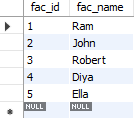 fac_id fac_name
1 Ram
2 John
3 Robert
4 Diya
5 Ella
NULL NULL